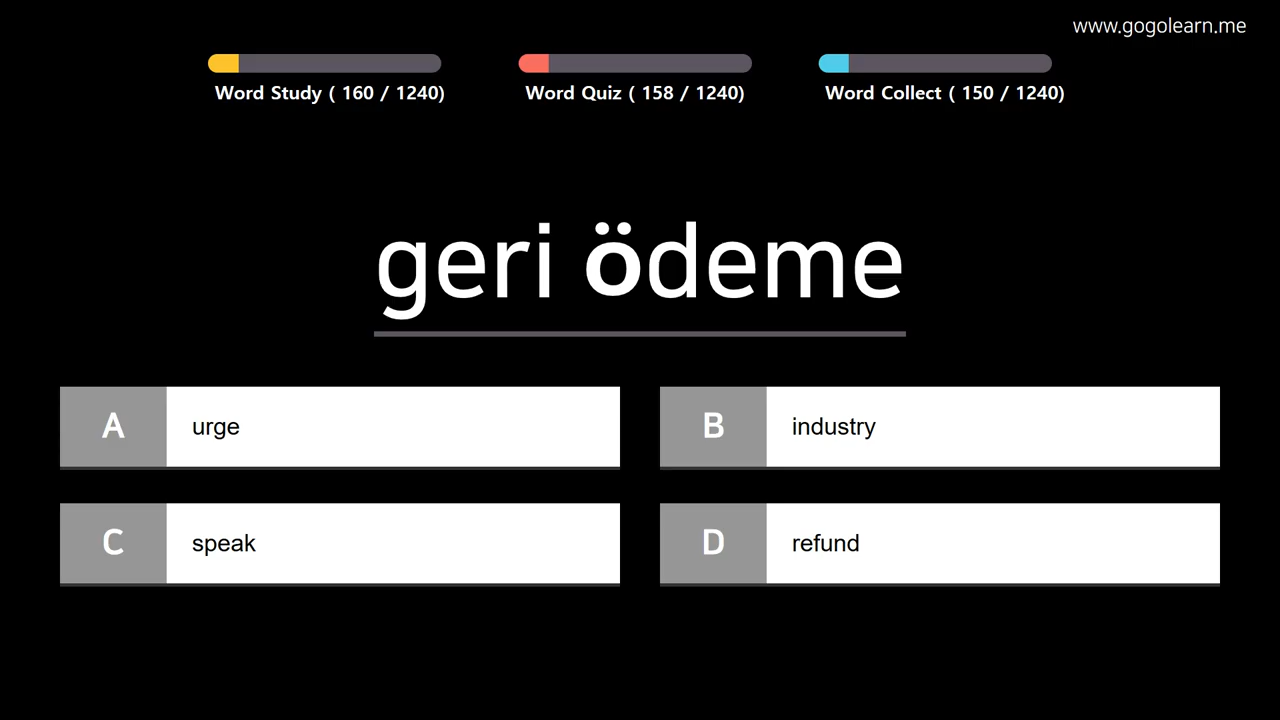 www.gogolearn.me
Word Study ( 160 / 1240)
Word Quiz ( 158 / 1240)
Word Collect ( 150 / 1240)
geri ödeme
A urge
B industry
C speak
D refund